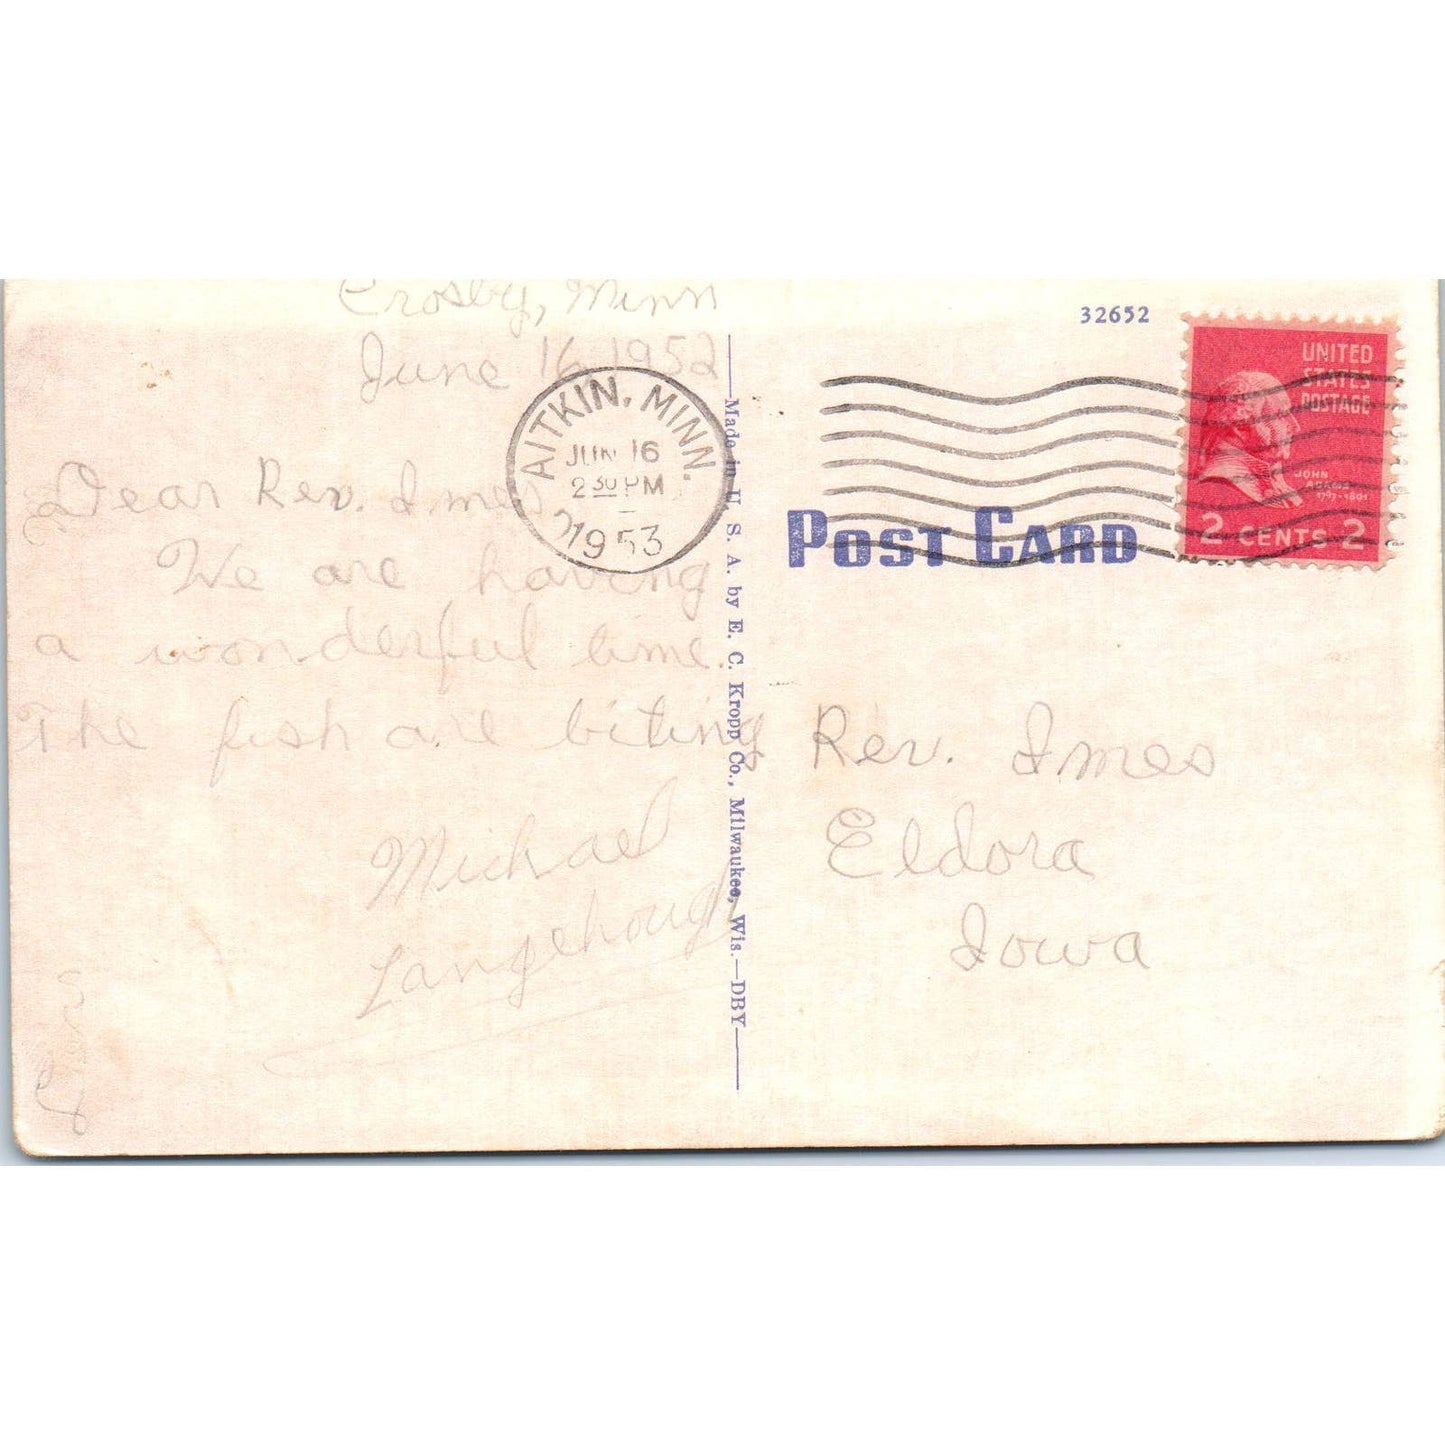 Crosby, Minn
June 16, 1952
Dear Rev. Imes,
We are having
a wonderful time.
The fish are biting
Michael
Langehough
AITKIN, MINN.
JUN 16
2 30 PM
1953
Made in U. S. A. by E. C. Kropp Co., Milwaukee, Wis.—DBY
32652
UNITED
STATES
POSTAGE
JOHN
ADAMS
1797-1801
2 CENTS 2
POST CARD
Rev. Imes
Eldora
Iowa